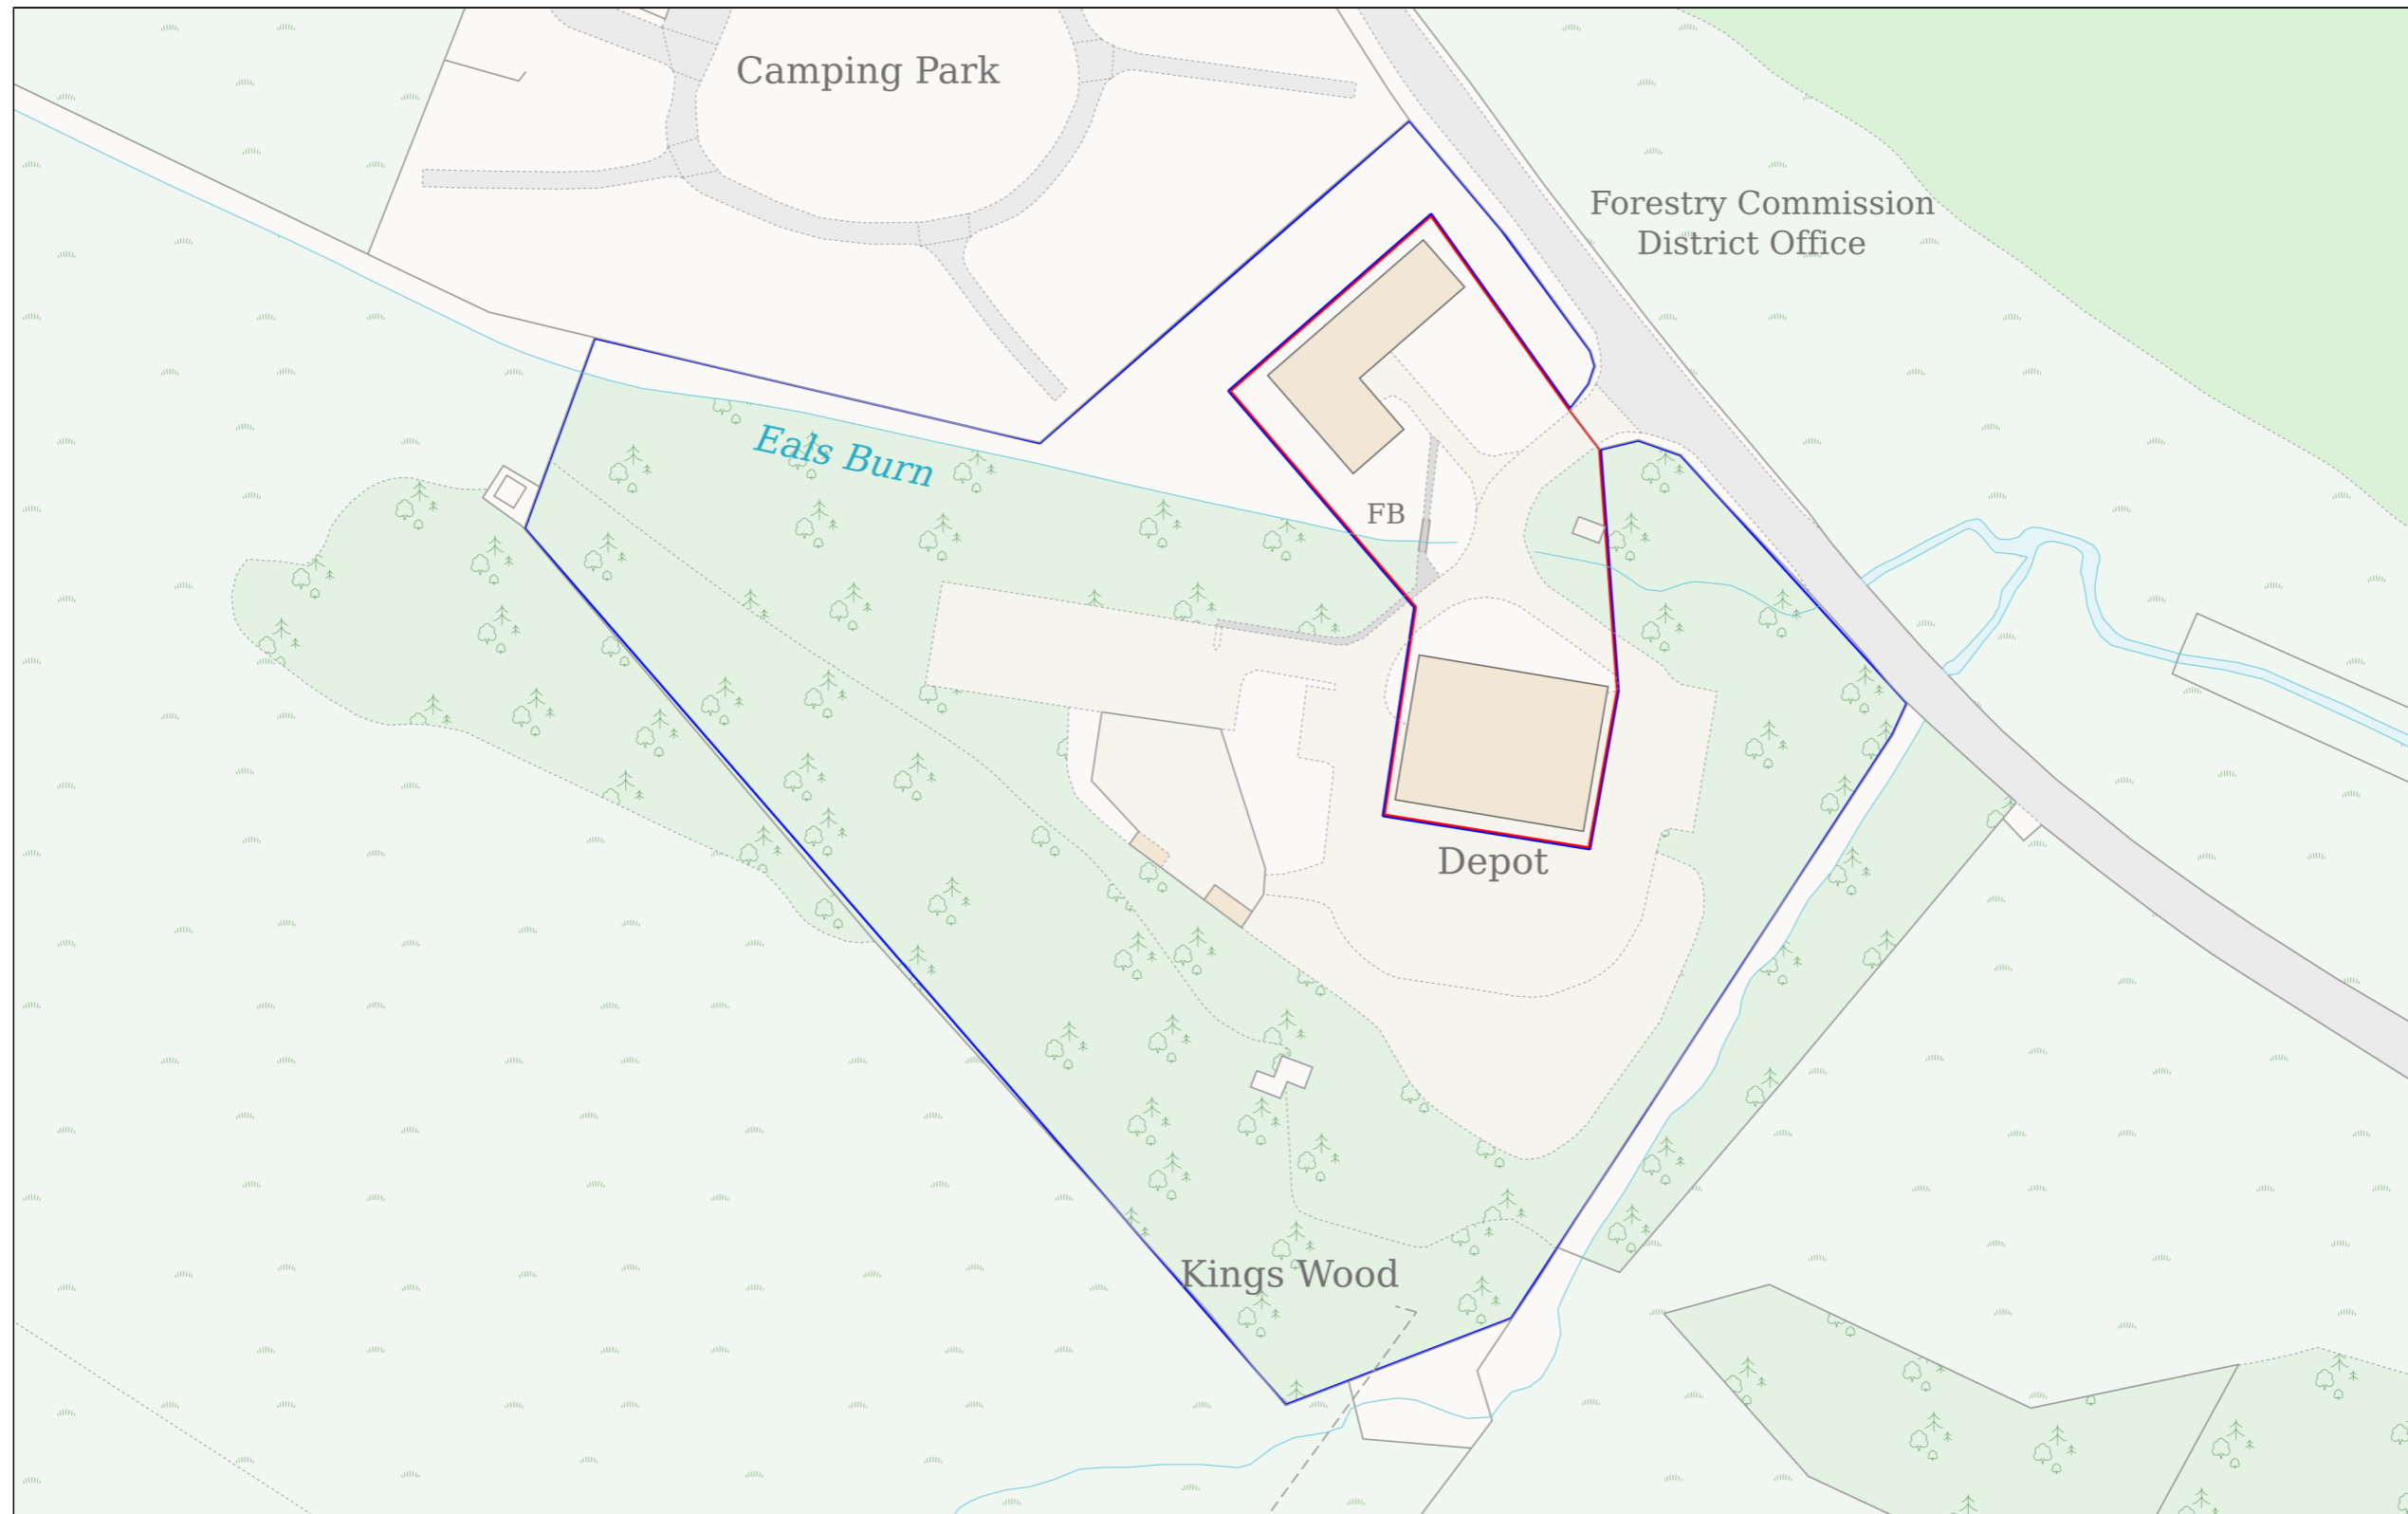 Camping Park
Forestry Commission
District Office
Eals Burn
FB
Depot
Kings Wood